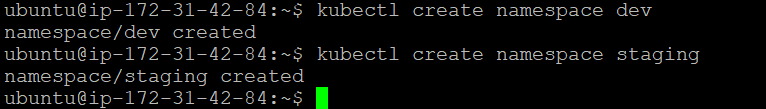 ubuntu@ip-172-31-42-84:~$ kubectl create namespace dev
namespace/dev created
ubuntu@ip-172-31-42-84:~$ kubectl create namespace staging
namespace/staging created
ubuntu@ip-172-31-42-84:~$